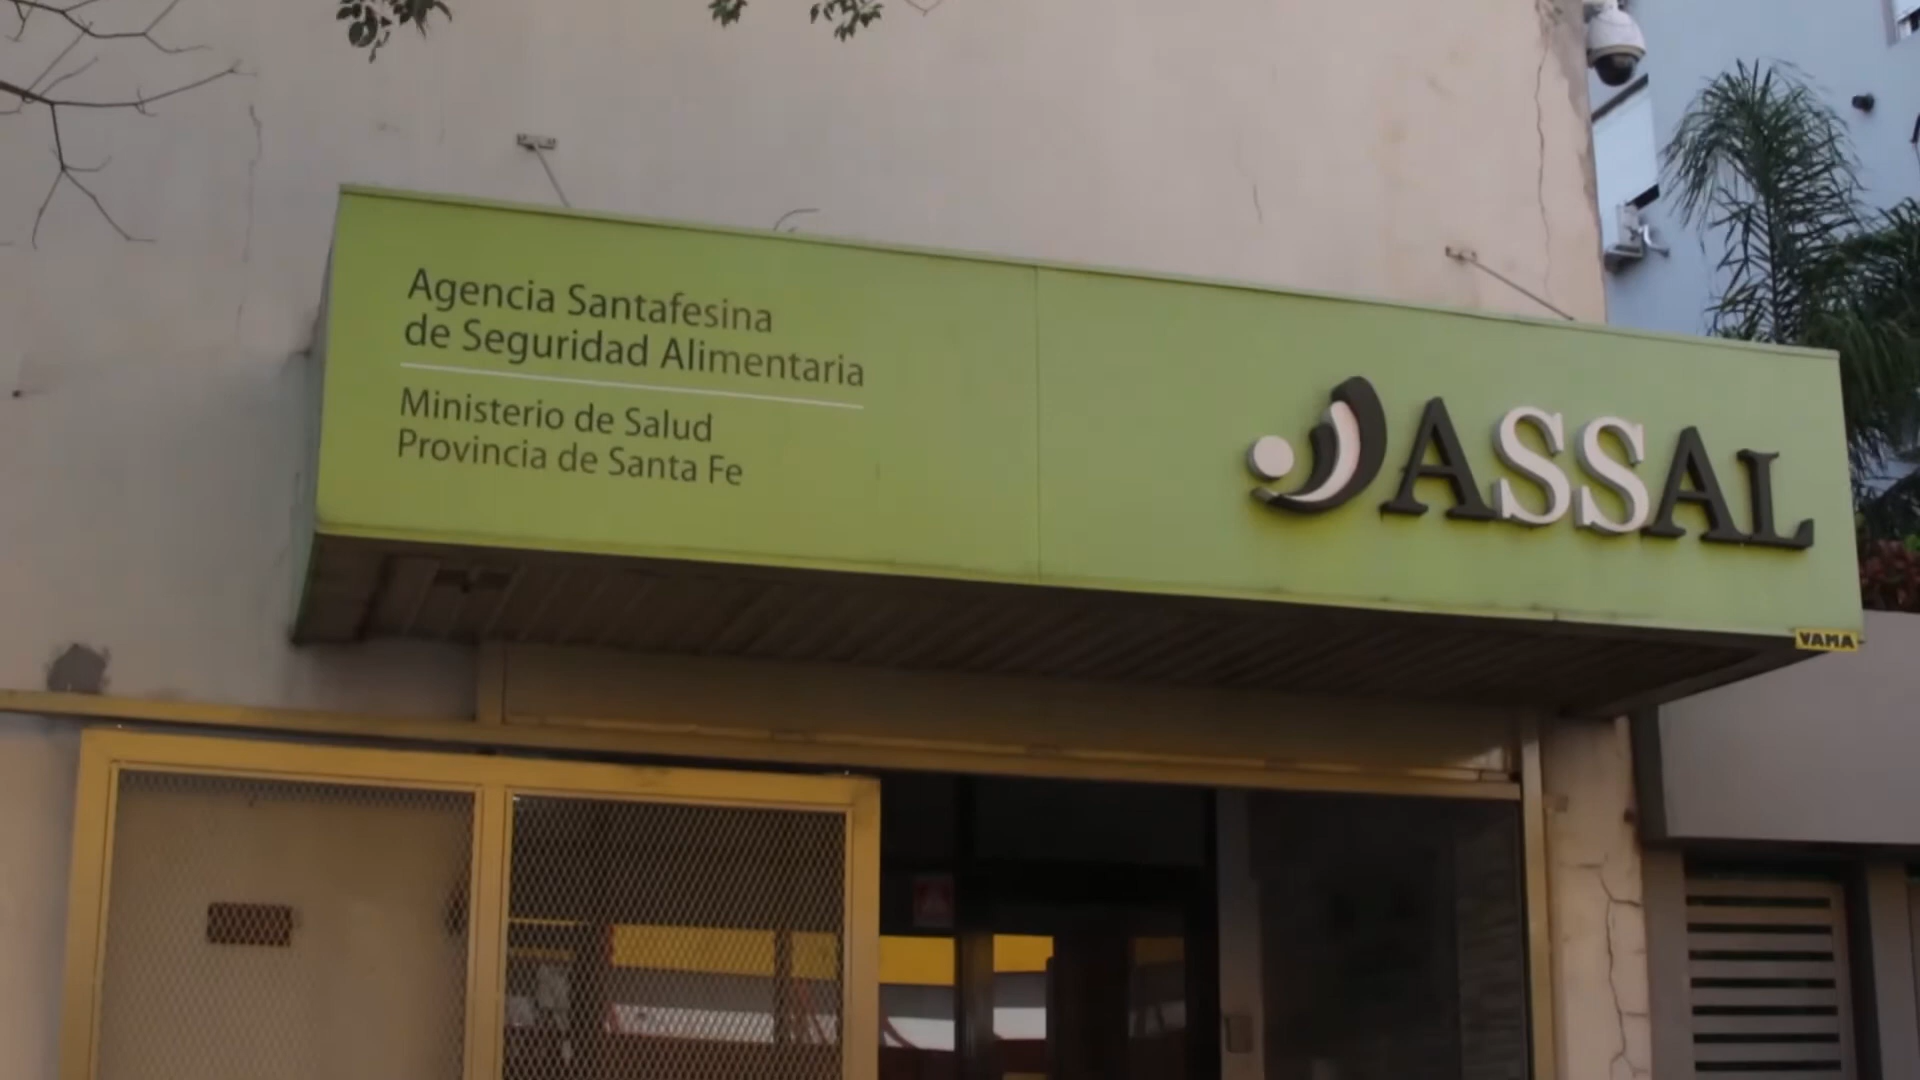 Agencia Santafesina
de Seguridad Alimentaria
Ministerio de Salud
Provincia de Santa Fe
ASSAL
VAMA